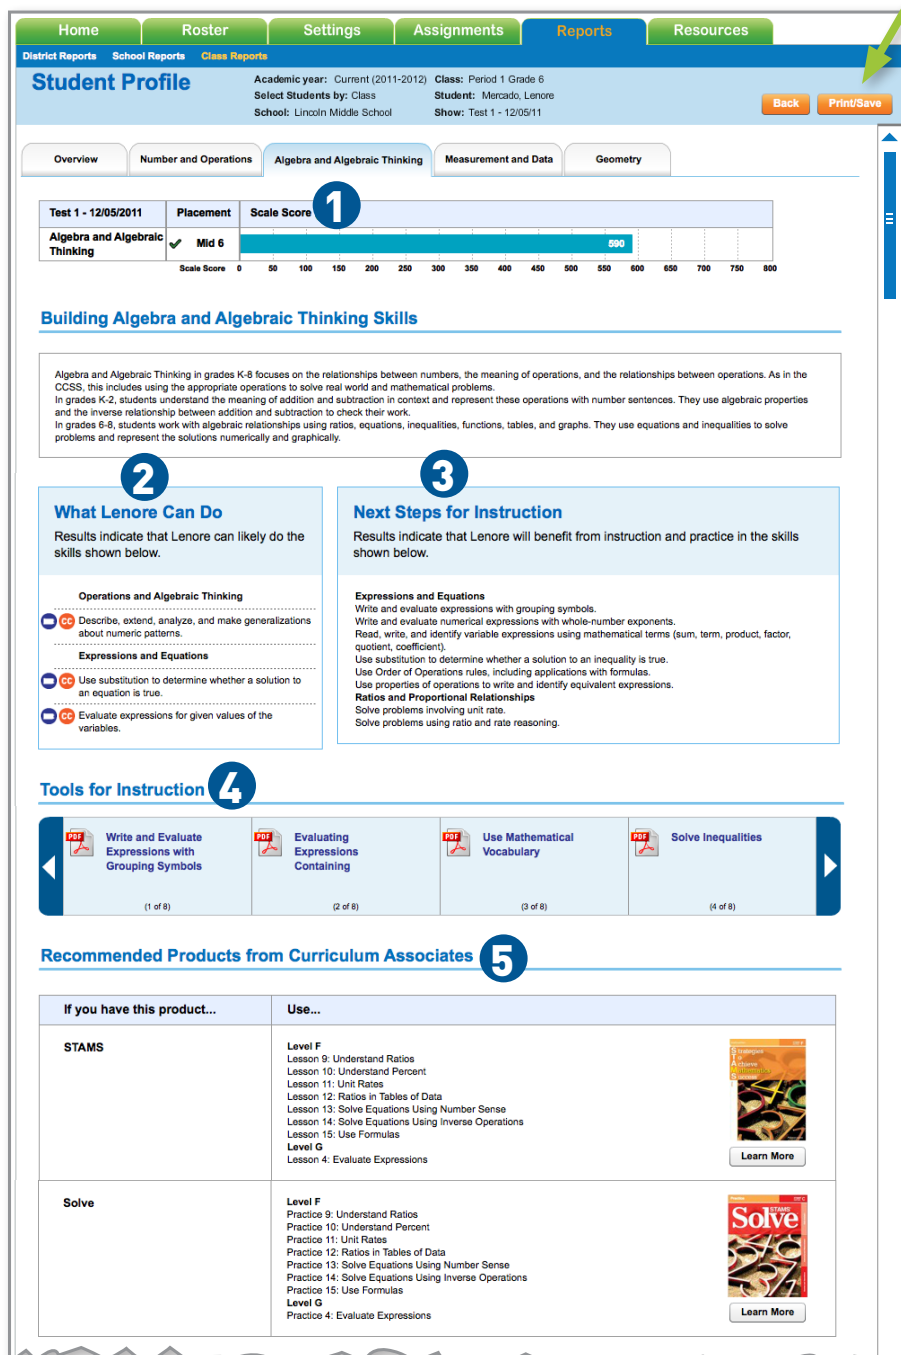 Home Roster Settings Assignments Reports Resources
District Reports School Reports Class Reports
Student Profile
Academic year: Current (2011-2012) Class: Period 1 Grade 6
Select Students by: Class Student: Mercado, Lenore
School: Lincoln Middle School Show: Test 1 - 12/05/11
Back Print/Save
Overview Number and Operations Algebra and Algebraic Thinking Measurement and Data Geometry
1
Test 1 - 12/05/2011 Placement Scale Score
Algebra and Algebraic
Thinking
Mid 6
590
Scale Score 0 50 100 150 200 250 300 350 400 450 500 550 600 650 700 750 800
Building Algebra and Algebraic Thinking Skills
Algebra and Algebraic Thinking in grades K-8 focuses on the relationships between numbers, the meaning of operations, and the relationships between operations. As in the
CCSS, this includes using the appropriate operations to solve real world and mathematical problems.
In grades K-2, students understand the meaning of addition and subtraction in context and represent these operations with number sentences. They use algebraic properties
and the inverse relationship between addition and subtraction to check their work.
In grades 6-8, students work with algebraic relationships using ratios, equations, inequalities, functions, tables, and graphs. They use equations and inequalities to solve
problems and represent the solutions numerically and graphically.
2
What Lenore Can Do
Results indicate that Lenore can likely do the
skills shown below.
Operations and Algebraic Thinking
CC Describe, extend, analyze, and make generalizations
about numeric patterns.
Expressions and Equations
CC Use substitution to determine whether a solution to
an equation is true.
CC Evaluate expressions for given values of the
variables.
3
Next Steps for Instruction
Results indicate that Lenore will benefit from instruction and practice in the skills
shown below.
Expressions and Equations
Write and evaluate expressions with grouping symbols.
Write and evaluate numerical expressions with whole-number exponents.
Read, write, and identify variable expressions using mathematical terms (sum, term, product, factor,
quotient, coefficient).
Use substitution to determine whether a solution to an inequality is true.
Use Order of Operations rules, including applications with formulas.
Use properties of operations to write and identify equivalent expressions.
Ratios and Proportional Relationships
Solve problems involving unit rate.
Solve problems using ratio and rate reasoning.
Tools for Instruction 4
PDF Write and Evaluate
Expressions with
Grouping Symbols
(1 of 8)
PDF Evaluating
Expressions
Containing
(2 of 8)
PDF Use Mathematical
Vocabulary
(3 of 8)
PDF Solve Inequalities
(4 of 8)
Recommended Products from Curriculum Associates 5
If you have this product... Use...
STAMS
Level F
Lesson 9: Understand Ratios
Lesson 10: Understand Percent
Lesson 11: Unit Rates
Lesson 12: Ratios in Tables of Data
Lesson 13: Solve Equations Using Number Sense
Lesson 14: Solve Equations Using Inverse Operations
Lesson 15: Use Formulas
Level G
Lesson 4: Evaluate Expressions
Strategies
To
Achieve
Mathematics
Success
Learn More
Solve
Level F
Practice 9: Understand Ratios
Practice 10: Understand Percent
Practice 11: Unit Rates
Practice 12: Ratios in Tables of Data
Practice 13: Solve Equations Using Number Sense
Practice 14: Solve Equations Using Inverse Operations
Practice 15: Use Formulas
Level G
Practice 4: Evaluate Expressions
STAMS
Solve
Learn More